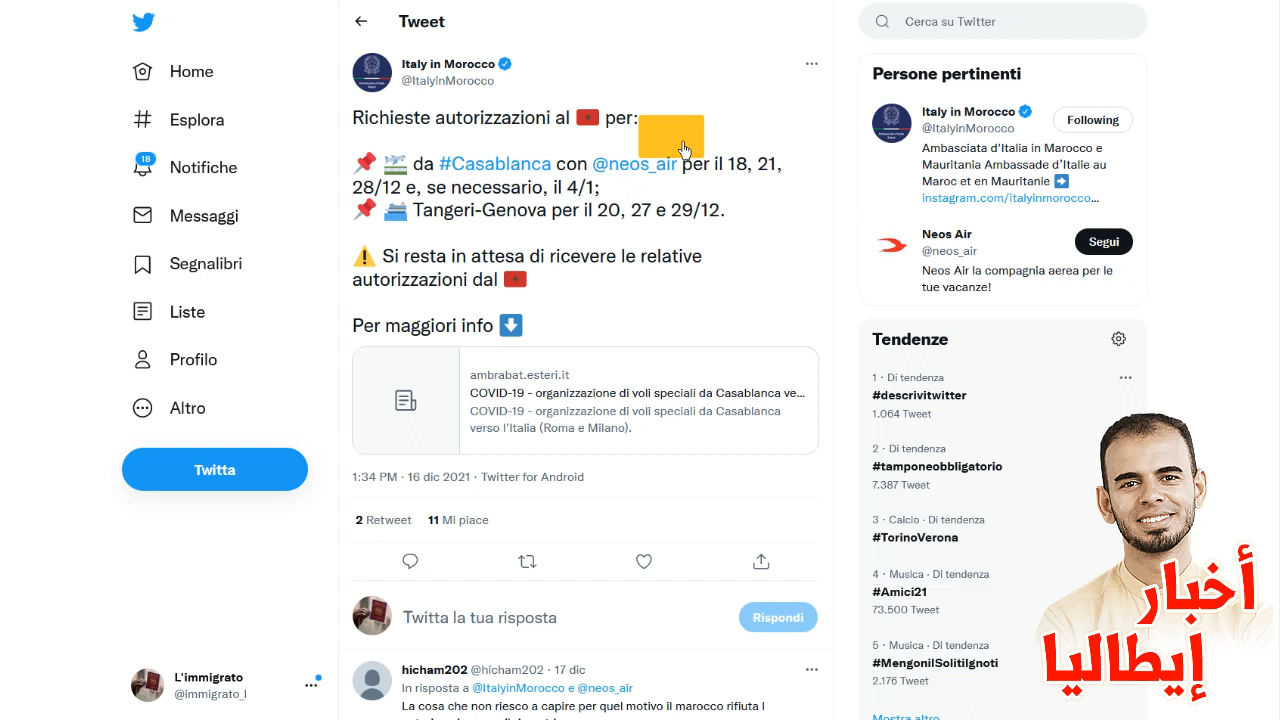 Home
Esplora
18
Notifiche
Messaggi
Segnalibri
Liste
Profilo
Altro
Twitta
L'immigrato
@immigrato_l
Tweet
Italy in Morocco
@ItalyinMorocco
Richieste autorizzazioni al 🇲🇦 per:
📌 🛫 da #Casablanca con @neos_air per il 18, 21,
28/12 e, se necessario, il 4/1;
📌 🛳 Tangeri-Genova per il 20, 27 e 29/12.
⚠️ Si resta in attesa di ricevere le relative
autorizzazioni dal 🇲🇦
Per maggiori info ⬇️
ambrabat.esteri.it
COVID-19 - organizzazione di voli speciali da Casablanca ve...
COVID-19 - organizzazione di voli speciali da Casablanca
verso l'Italia (Roma e Milano).
1:34 PM · 16 dic 2021 · Twitter for Android
2 Retweet 11 Mi piace
Twitta la tua risposta
Rispondi
hicham202 @hicham202 · 17 dic
In risposta a @ItalyinMorocco e @neos_air
La cosa che non riesco a capire per quel motivo il marocco rifiuta l
Cerca su Twitter
Persone pertinenti
Italy in Morocco
@ItalyinMorocco
Following
Ambasciata d'Italia in Marocco e
Mauritania Ambassade d'Italie au
Maroc et en Mauritanie ➡️
instagram.com/italyinmorocco...
Neos Air
@neos_air
Segui
Neos Air la compagnia aerea per le
tue vacanze!
Tendenze
1 · Di tendenza
#descrivitwitter
1.064 Tweet
2 · Di tendenza
#tamponeobbligatorio
7.387 Tweet
3 · Calcio · Di tendenza
#TorinoVerona
4 · Musica · Di tendenza
#Amici21
73.500 Tweet
5 · Musica · Di tendenza
#MengoniISolitiIgnoti
2.176 Tweet
Mostra altro
أخبار
إيطاليا